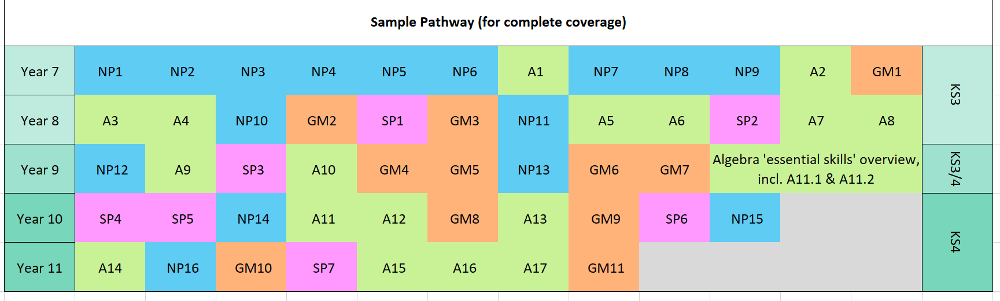 Sample Pathway (for complete coverage)
Year 7 NP1 NP2 NP3 NP4 NP5 NP6 A1 NP7 NP8 NP9 A2 GM1
KS3
Year 8 A3 A4 NP10 GM2 SP1 GM3 NP11 A5 A6 SP2 A7 A8
Year 9 NP12 A9 SP3 A10 GM4 GM5 NP13 GM6 GM7 Algebra 'essential skills' overview,
incl. A11.1 & A11.2
KS3/4
Year 10 SP4 SP5 NP14 A11 A12 GM8 A13 GM9 SP6 NP15
KS4
Year 11 A14 NP16 GM10 SP7 A15 A16 A17 GM11